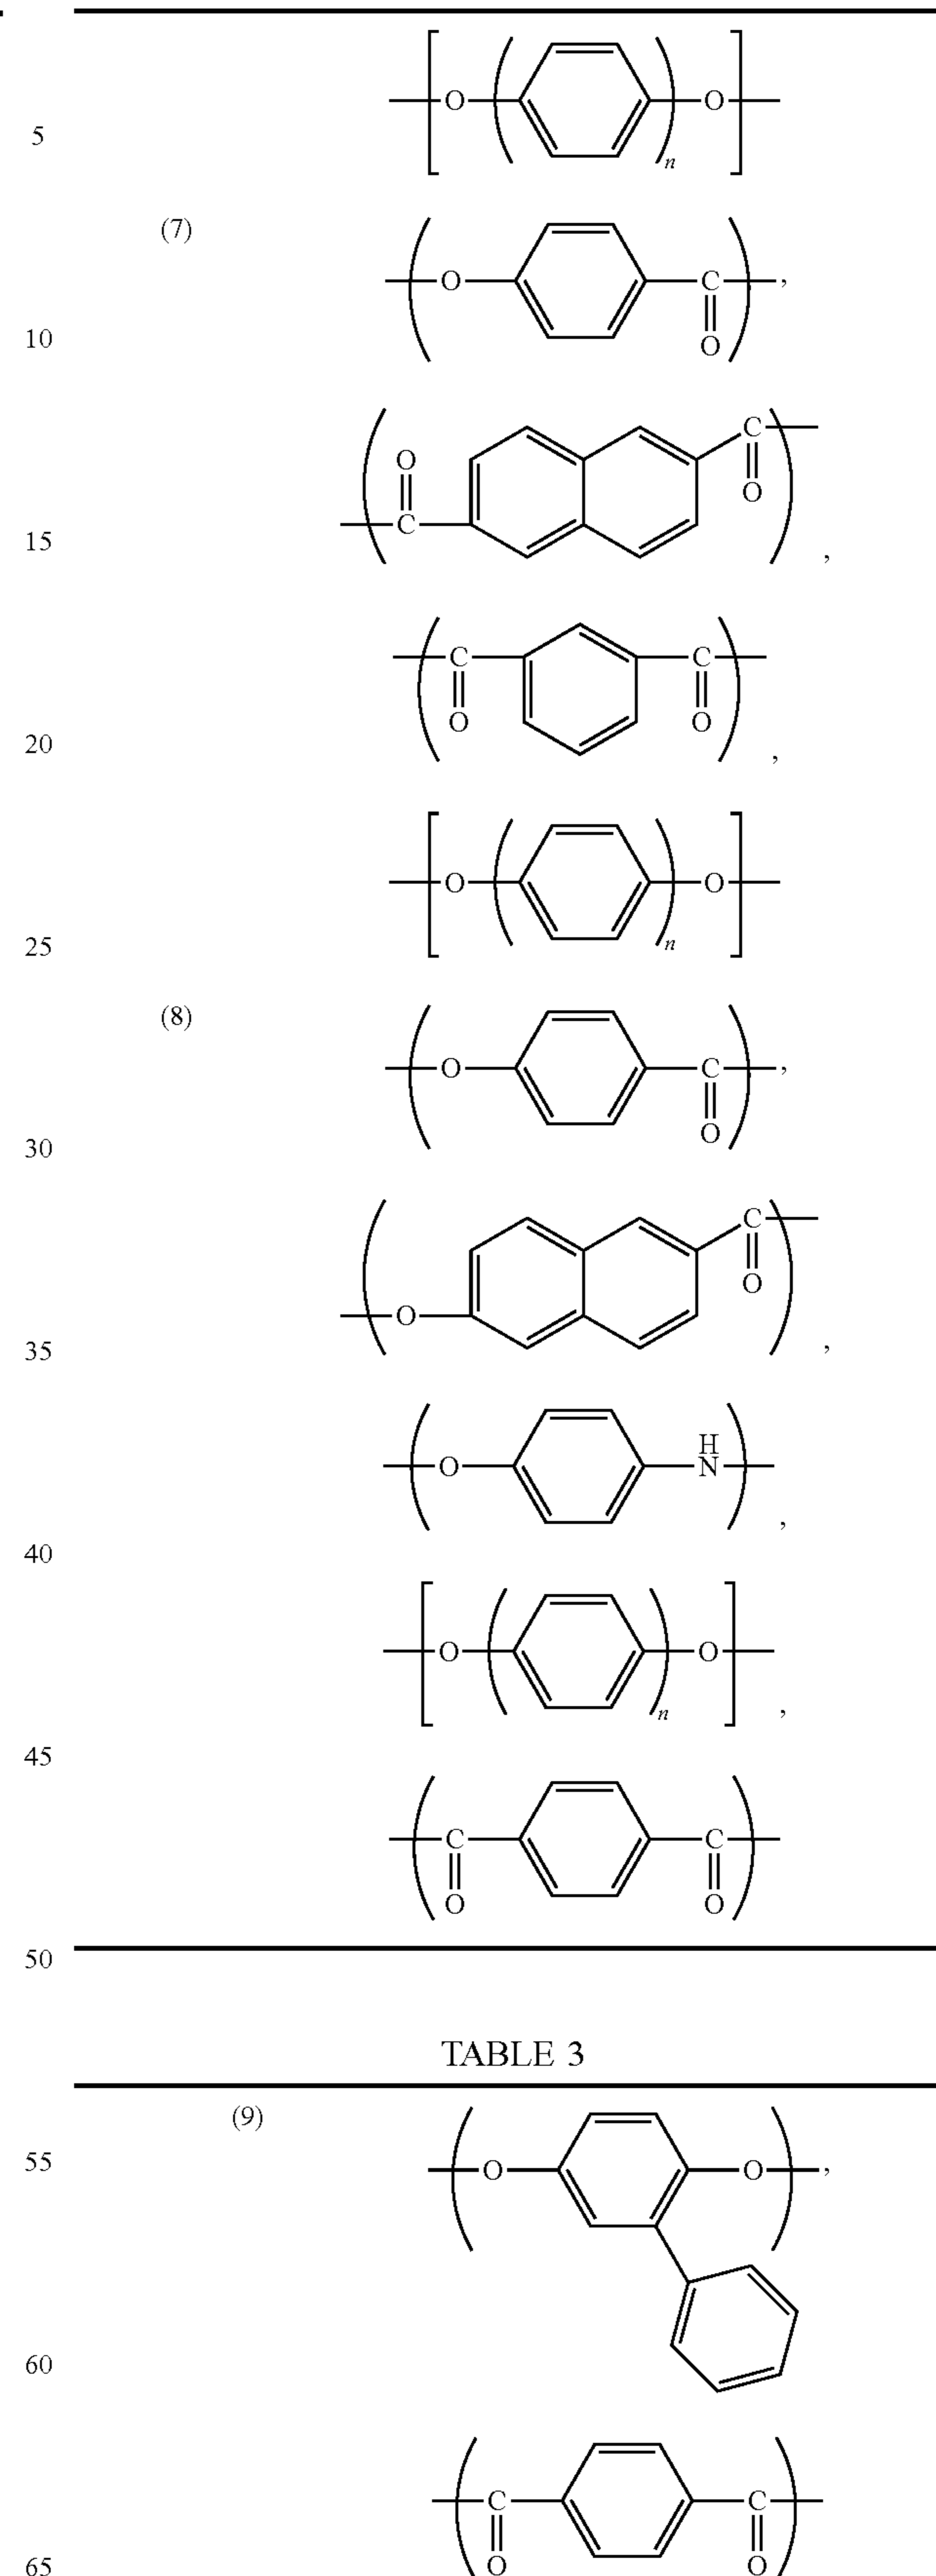 O O
n
5
(7)
O C ,
O
10
C
O
O
C
15
,
C C
O O
20
,
O O
n
25
(8)
O C ,
O
30
C
O
O
35
,
H
O N
,
40
O O
n ,
45
C C
O O
50
TABLE 3
(9)
55
O O ,
60
C C
65
O O